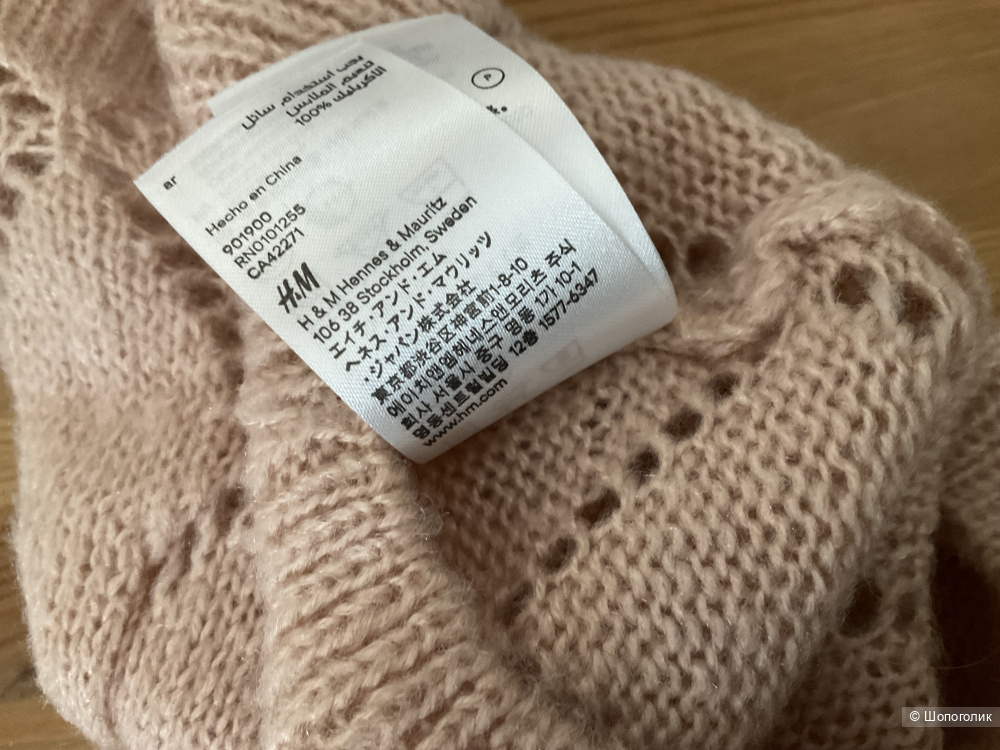 يجب استخدام سائل
تنعيم الملابس
100% الأكريليك
ar
Hecho en China
901900
RN0101255
CA42271
H&M
H & M Hennes & Mauritz
106 38 Stockholm, Sweden
エイチ・アンド・エム
ヘネス・アンド・マウリッツ
・ジャパン株式会社
東京都渋谷区神宮前1-8-10
에이치앤엠헤네스앤모리츠 주식
회사 서울시 중구 명동 1가 10-1
명동센트럴빌딩 12층 1577-6347
www.hm.com
P
© Шопоголик